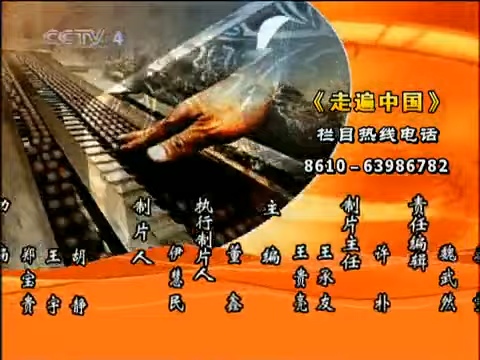 CCTV 4
《走遍中国》
栏目热线电话
8610-63986782
郑宝贵
王宇
胡静
制片人
伊慧民
执行制片人
董鑫
主编
王贵亮
王承友
制片主任
许朴
责任编辑
魏武然